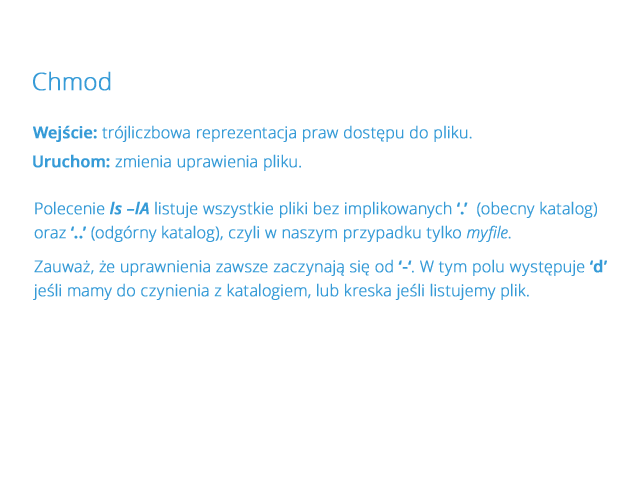 Chmod
Wejście: trójliczbowa reprezentacja praw dostępu do pliku.
Uruchom: zmienia uprawienia pliku.
Polecenie ls –lA listuje wszystkie pliki bez implikowanych ‘.’ (obecny katalog)
oraz ‘..’ (odgórny katalog), czyli w naszym przypadku tylko myfile.
Zauważ, że uprawnienia zawsze zaczynają się od ‘-‘. W tym polu występuje ‘d’
jeśli mamy do czynienia z katalogiem, lub kreska jeśli listujemy plik.